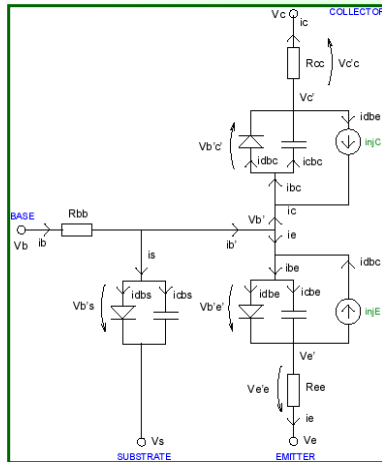 Vc COLLECTOR
ic
Rcc Vc'c
Vc'
idbe
Vb'c' idbc icbc injC
ibc
BASE Rbb Vb' ic
Vb ib ib' ie
is ibe idbc
Vb's idbs icbs Vb'e' idbe icbe injE
Ve'
Ve'e Ree
ie
Vs Ve
SUBSTRATE EMITTER